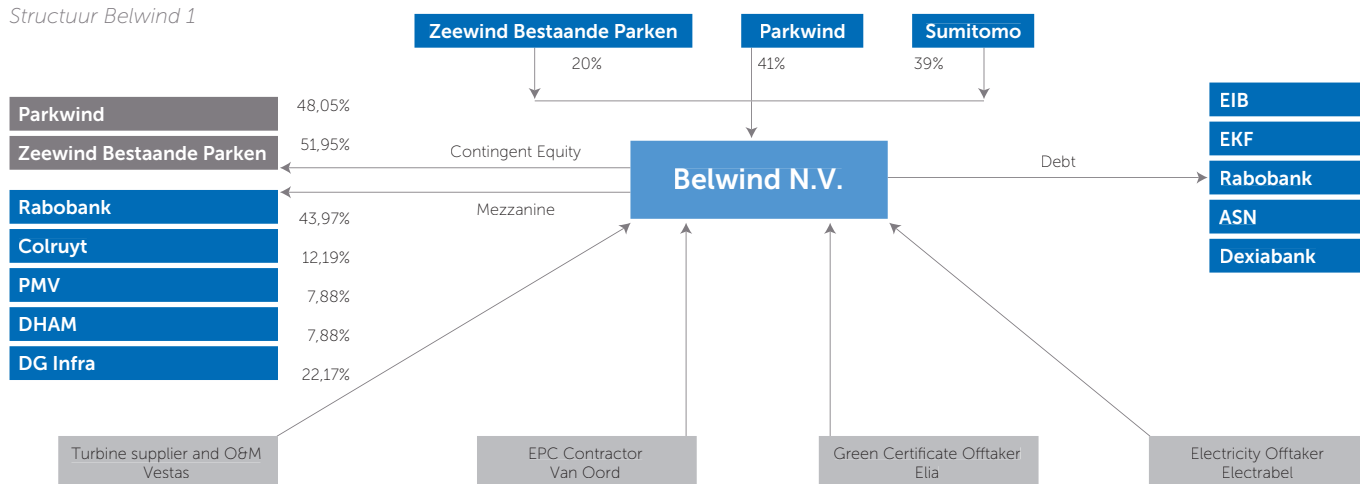 Structuur Belwind 1
Zeewind Bestaande Parken
Parkwind
Sumitomo
20%
41%
39%
Parkwind
48,05%
Zeewind Bestaande Parken
51,95%
Contingent Equity
Mezzanine
Belwind N.V.
Debt
EIB
EKF
Rabobank
ASN
Dexiabank
Rabobank
43,97%
Colruyt
12,19%
PMV
7,88%
DHAM
7,88%
DG Infra
22,17%
Turbine supplier and O&M
Vestas
EPC Contractor
Van Oord
Green Certificate Offtaker
Elia
Electricity Offtaker
Electrabel